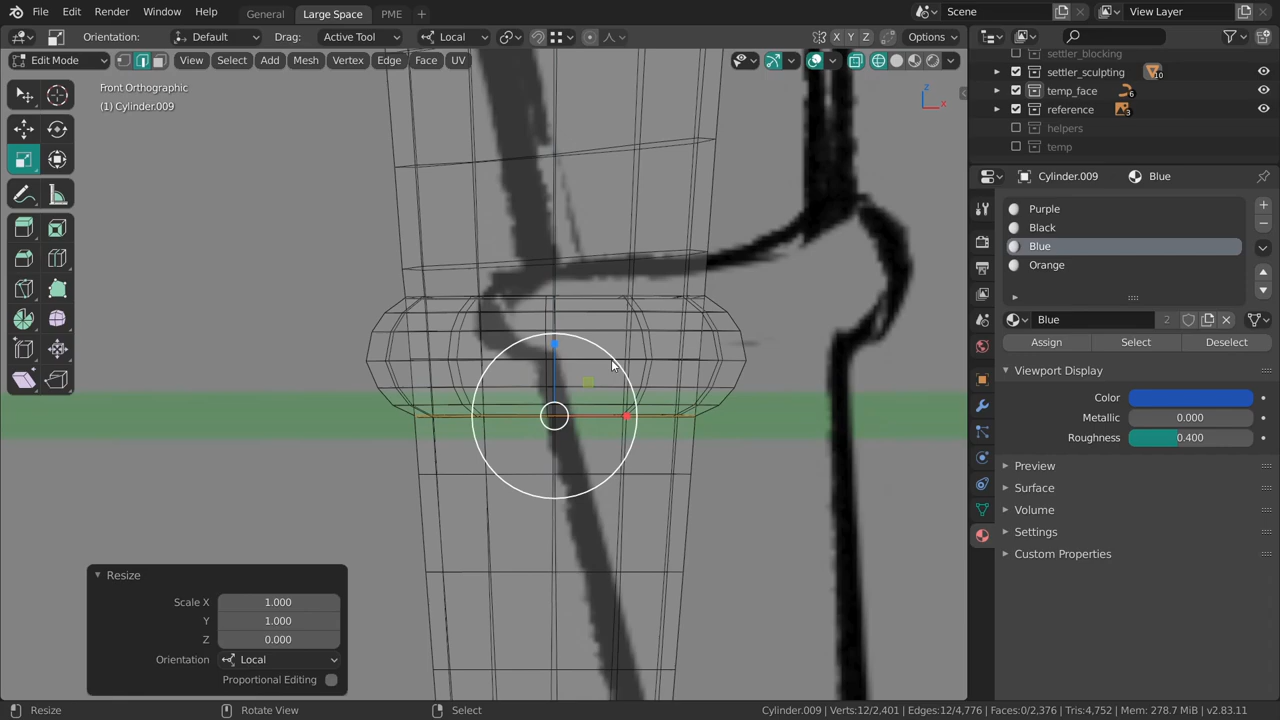 File Edit Render Window Help General Large Space PME + Scene View Layer
Orientation: Default Drag: Active Tool Local X Y Z Options
Edit Mode View Select Add Mesh Vertex Edge Face UV
Front Orthographic
(1) Cylinder.009
z
x
settler_blocking
settler_sculpting 10
temp_face 6
reference 3
helpers
temp
Cylinder.009 Blue
Purple
Black
Blue
Orange
Blue 2
Assign Select Deselect
Viewport Display
Color
Metallic 0.000
Roughness 0.400
Preview
Surface
Volume
Settings
Custom Properties
Resize
Scale X 1.000
Y 1.000
Z 0.000
Orientation Local
Proportional Editing
Resize Rotate View Select Cylinder.009 | Verts:12/2,401 | Edges:12/4,776 | Faces:0/2,376 | Tris:4,752 | Mem: 278.7 MiB | v2.83.11